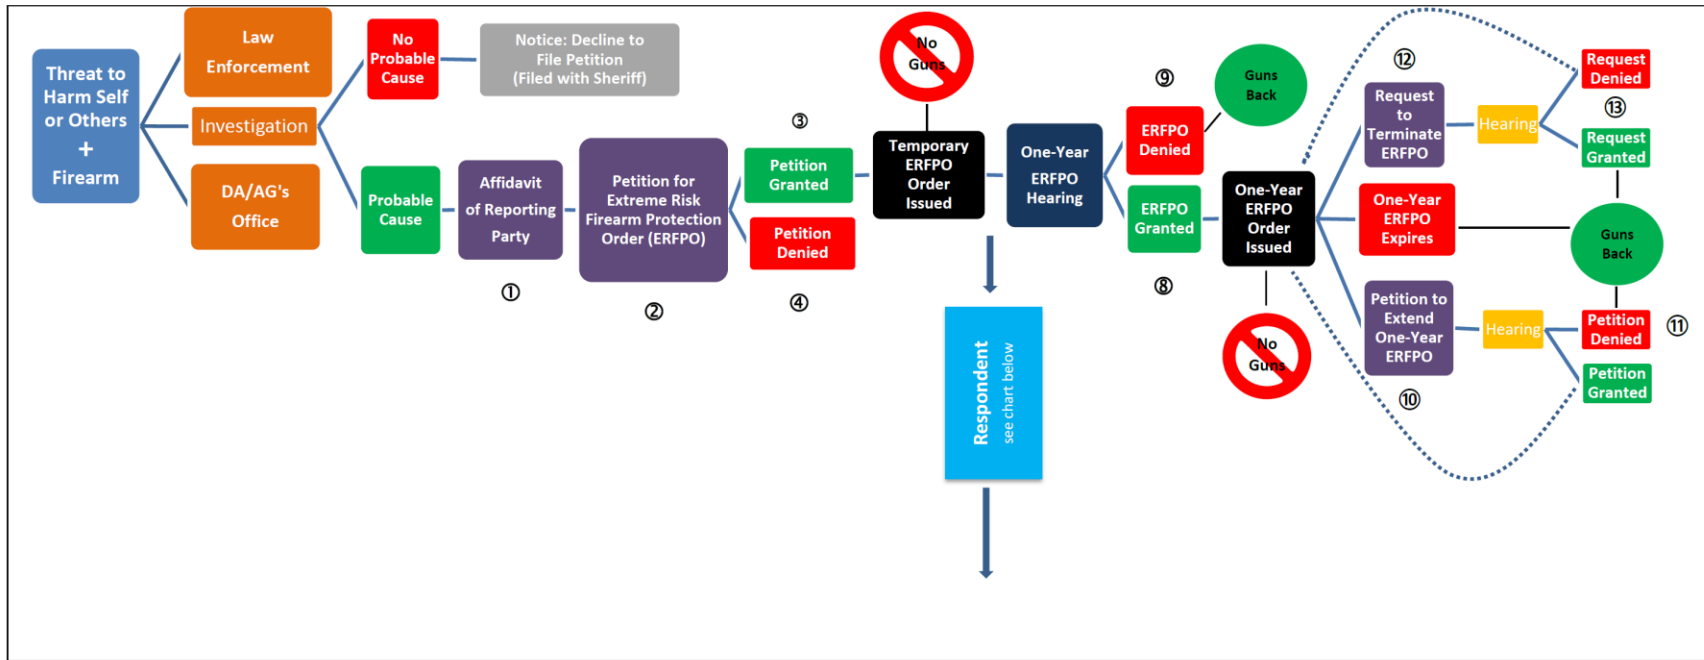 Threat to
Harm Self
or Others
+
Firearm
Law
Enforcement
Investigation
DA/AG's
Office
No
Probable
Cause
Notice: Decline to
File Petition
(Filed with Sheriff)
Probable
Cause
Affidavit
of Reporting
Party
①
Petition for
Extreme Risk
Firearm Protection
Order (ERFPO)
②
③
Petition
Granted
Petition
Denied
④
No
Guns
Temporary
ERFPO
Order
Issued
Respondent
see chart below
One-Year
ERFPO
Hearing
⑨
ERFPO
Denied
Guns
Back
ERFPO
Granted
⑧
One-Year
ERFPO
Order
Issued
No
Guns
⑫
Request
to
Terminate
ERFPO
Hearing
Request
Denied
⑬
Request
Granted
One-Year
ERFPO
Expires
Guns
Back
Petition to
Extend
One-Year
ERFPO
⑩
Hearing
Petition
Denied
⑪
Petition
Granted